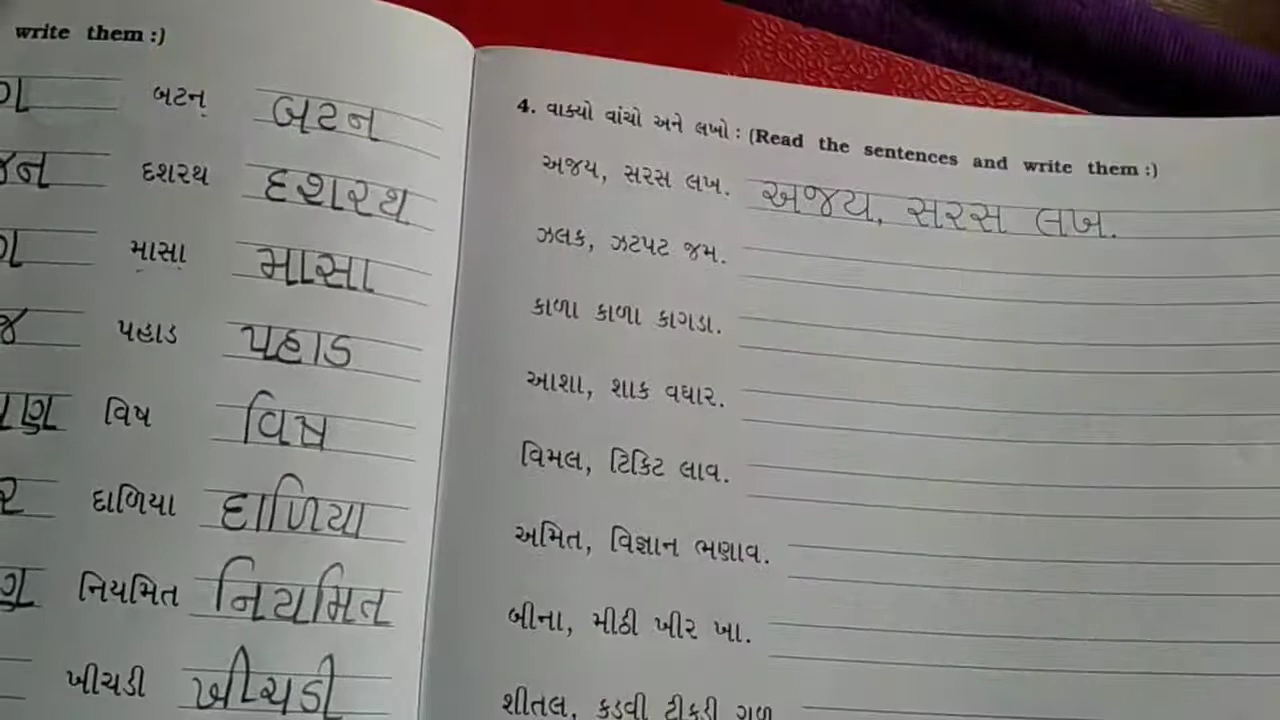 write them :)
બટન બટન
દશરથ દશરથ
માસા માસા
પહાડ પહાડ
વિષ વિષ
દાળિયા દાળિયા
નિયમિત નિયમિત
ખીચડી ખીચડી
4. વાક્યો વાંચો અને લખો : (Read the sentences and write them :)
અજય, સરસ લખ. અજય, સરસ લખ.
ઝલક, ઝટપટ જમ.
કાળા કાળા કાગડા.
આશા, શાક વઘાર.
વિમલ, ટિકિટ લાવ.
અમિત, વિજ્ઞાન ભણાવ.
બીના, મીઠી ખીર ખા.
શીતલ, કડવી ટીકડી ગળ